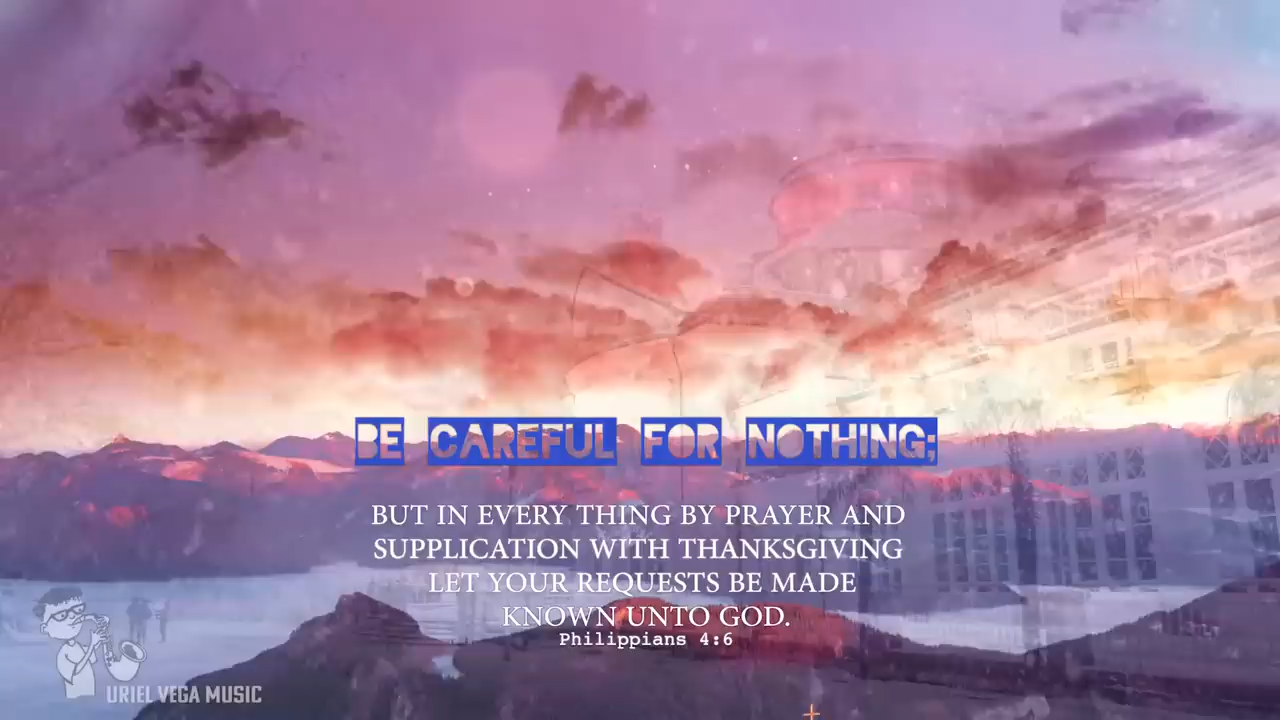 BE CAREFUL FOR NOTHING;
BUT IN EVERY THING BY PRAYER AND
SUPPLICATION WITH THANKSGIVING
LET YOUR REQUESTS BE MADE
KNOWN UNTO GOD.
Philippians 4:6
URIEL VEGA MUSIC